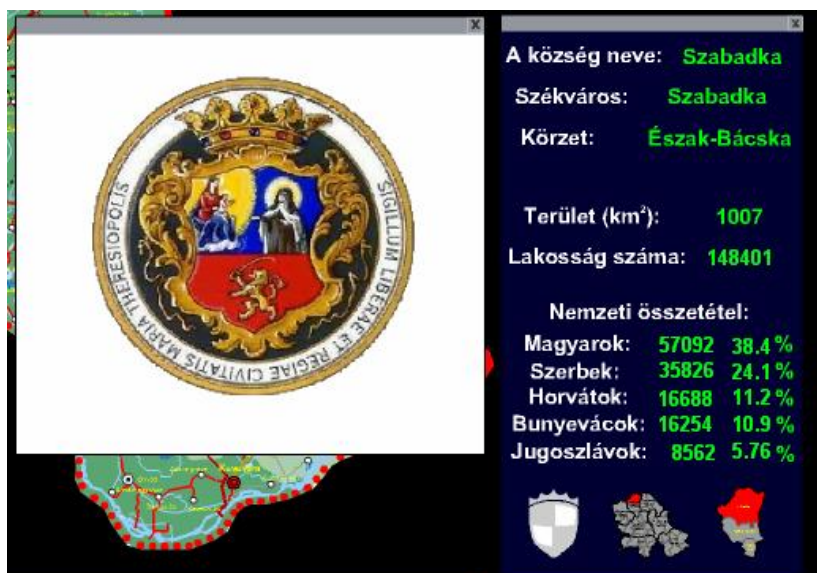 X
X
SIGILLUM LIBERAE ET REGIAE CIVITATIS MARIA THERESIOPOLIS
A község neve: Szabadka
Székváros: Szabadka
Körzet: Észak-Bácska
Terület (km²): 1007
Lakosság száma: 148401
Nemzeti összetétel:
Magyarok: 57092 38.4 %
Szerbek: 35826 24.1 %
Horvátok: 16688 11.2 %
Bunyevácok: 16254 10.9 %
Jugoszlávok: 8562 5.76 %